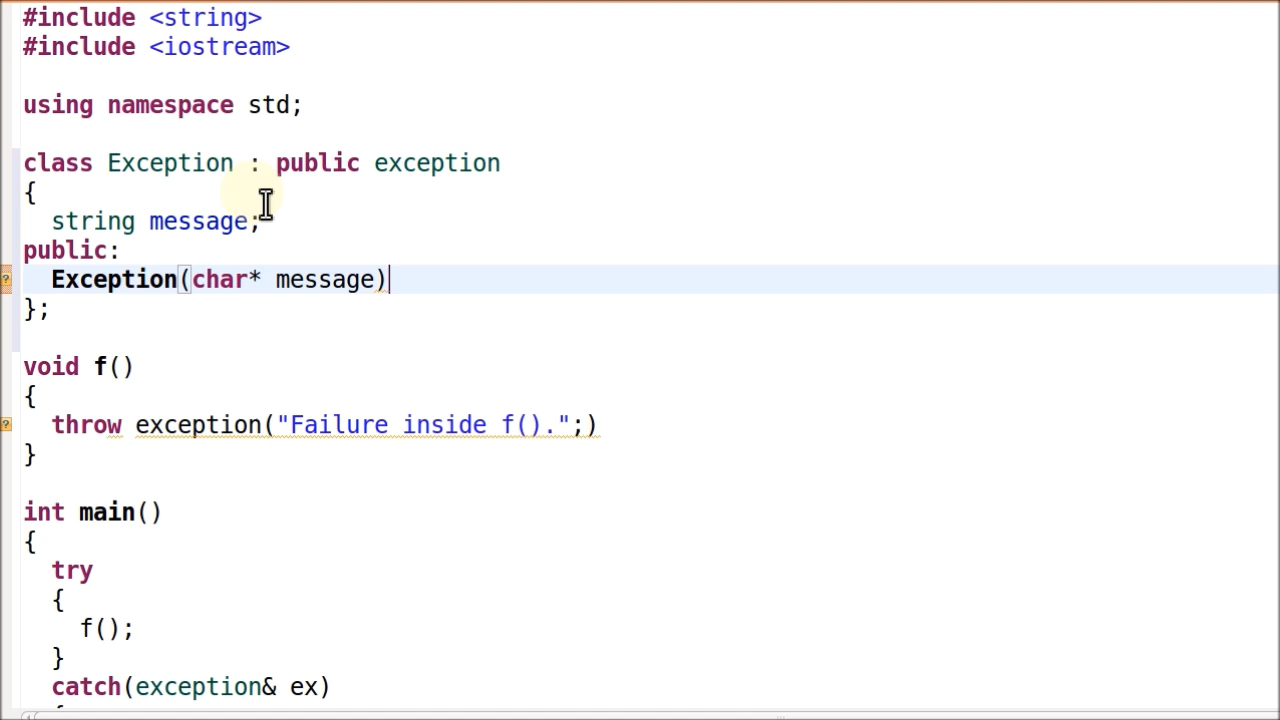 #include <string>
#include <iostream>
using namespace std;
class Exception : public exception
{
string message;
public:
Exception(char* message)
};
void f()
{
throw exception("Failure inside f().";)
}
int main()
{
try
{
f();
}
catch(exception& ex)
{